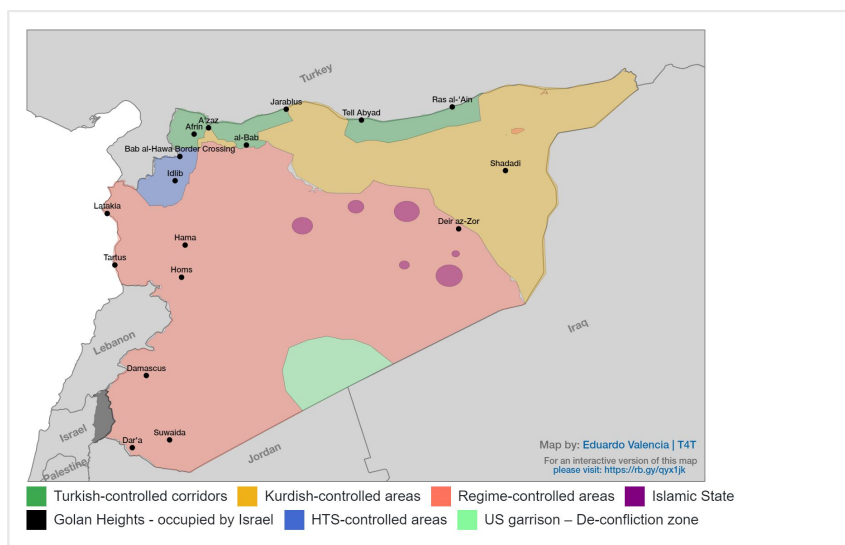 Turkey
Jarablus
Ras al-'Ain
Tell Abyad
A'zaz
Afrin
al-Bab
Bab al-Hawa Border Crossing
Idlib
Shadadi
Latakia
Deir az-Zor
Hama
Tartus
Homs
Iraq
Lebanon
Damascus
Israel
Suwaida
Dar'a
Jordan
Palestine
Map by: Eduardo Valencia | T4T
For an interactive version of this map
please visit: https://rb.gy/qyx1jk
Turkish-controlled corridors
Kurdish-controlled areas
Regime-controlled areas
Islamic State
Golan Heights - occupied by Israel
HTS-controlled areas
US garrison – De-confliction zone